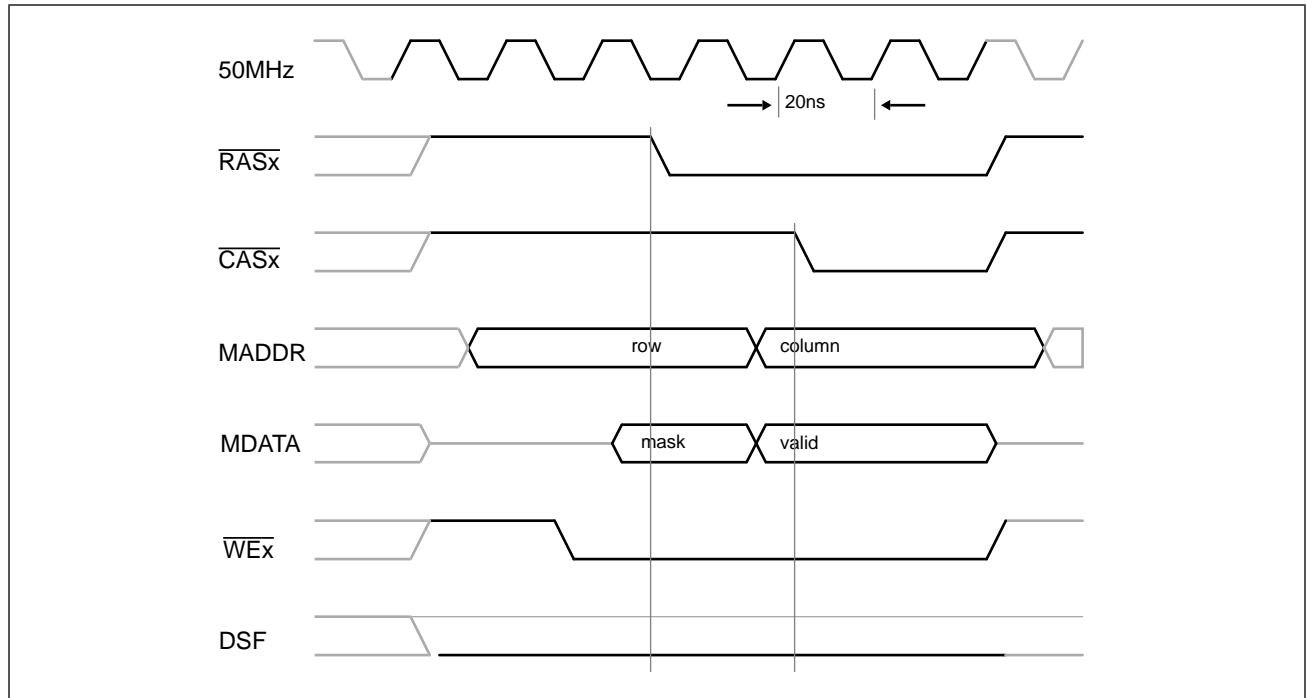 50MHz
20ns
RASx
CASx
MADDR
row
column
MDATA
mask
valid
WEx
DSF